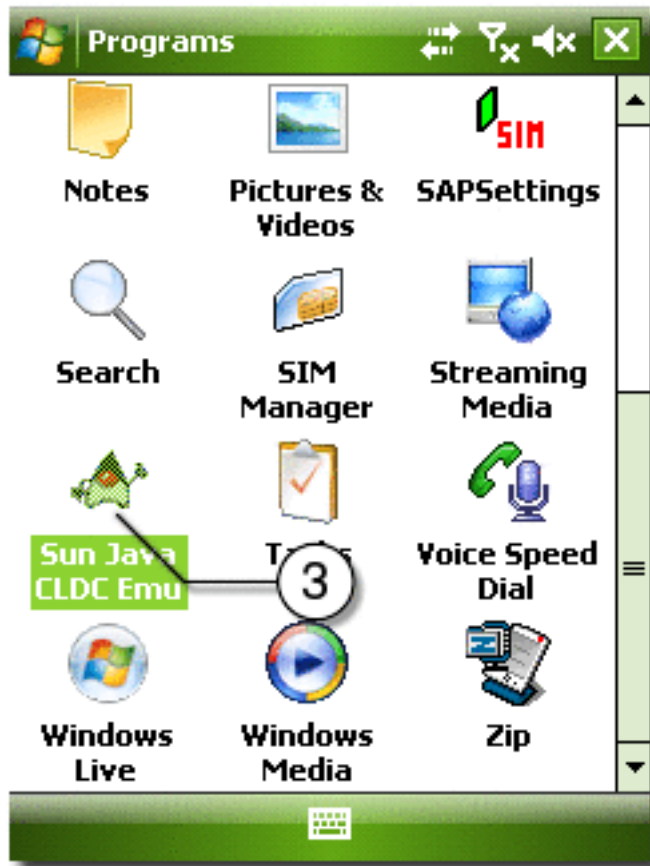 Programs
Notes
Pictures &
Videos
SAPSettings
SIM
Search
SIM
Manager
Streaming
Media
Sun Java
CLDC Emu
3
Voice Speed
Dial
Windows
Live
Windows
Media
Zip